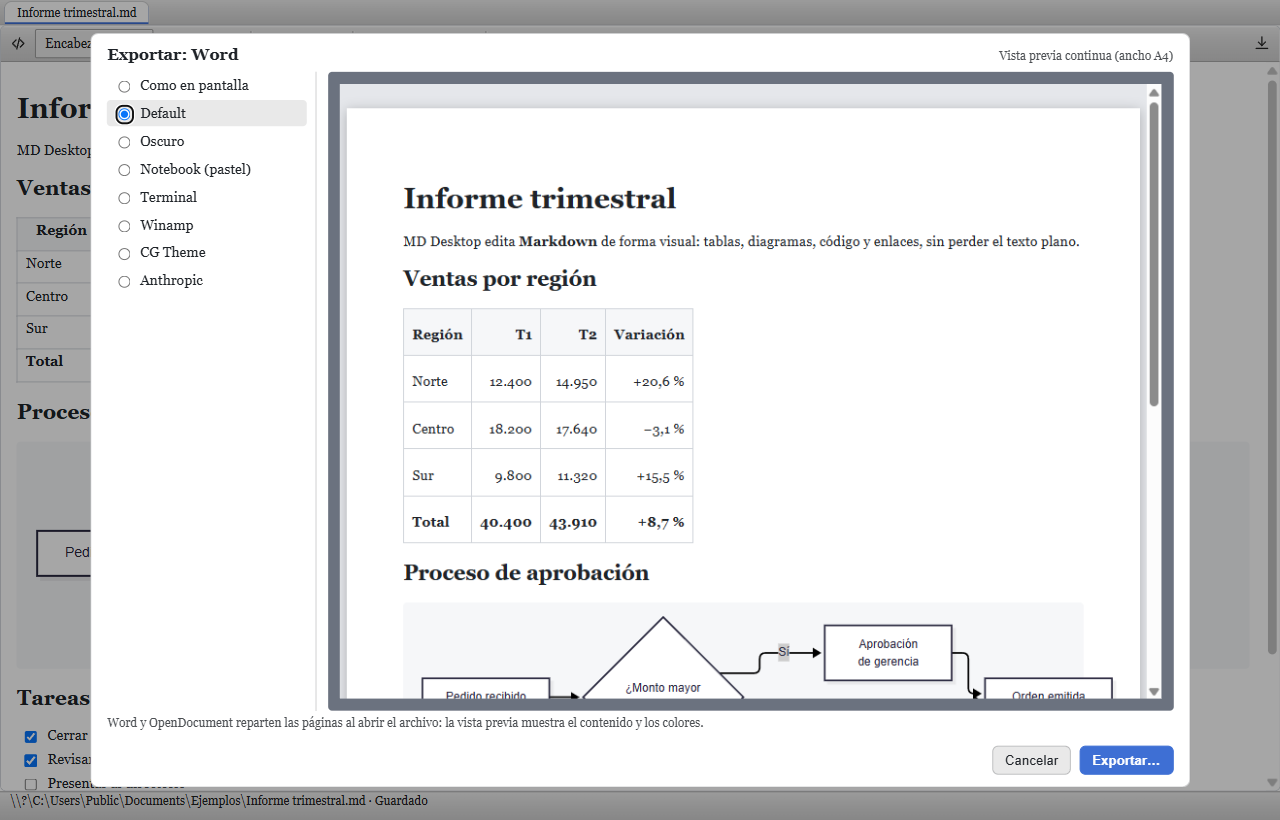 Informe trimestral.md
Exportar: Word
Vista previa continua (ancho A4)
Como en pantalla
Default
Oscuro
Notebook (pastel)
Terminal
Winamp
CG Theme
Anthropic
Informe trimestral
MD Desktop edita Markdown de forma visual: tablas, diagramas, código y enlaces, sin perder el texto plano.
Ventas por región
Región T1 T2 Variación
Norte 12.400 14.950 +20,6 %
Centro 18.200 17.640 −3,1 %
Sur 9.800 11.320 +15,5 %
Total 40.400 43.910 +8,7 %
Proceso de aprobación
Sí
Aprobación
de gerencia
¿Monto mayor
Pedido recibido
Orden emitida
Word y OpenDocument reparten las páginas al abrir el archivo: la vista previa muestra el contenido y los colores.
Cancelar
Exportar...
MD Desktop
Ventas
Región
Norte
Centro
Sur
Total
Cerrar
\\?\C:\Users\Public\Documents\Ejemplos\Informe trimestral.md · Guardado